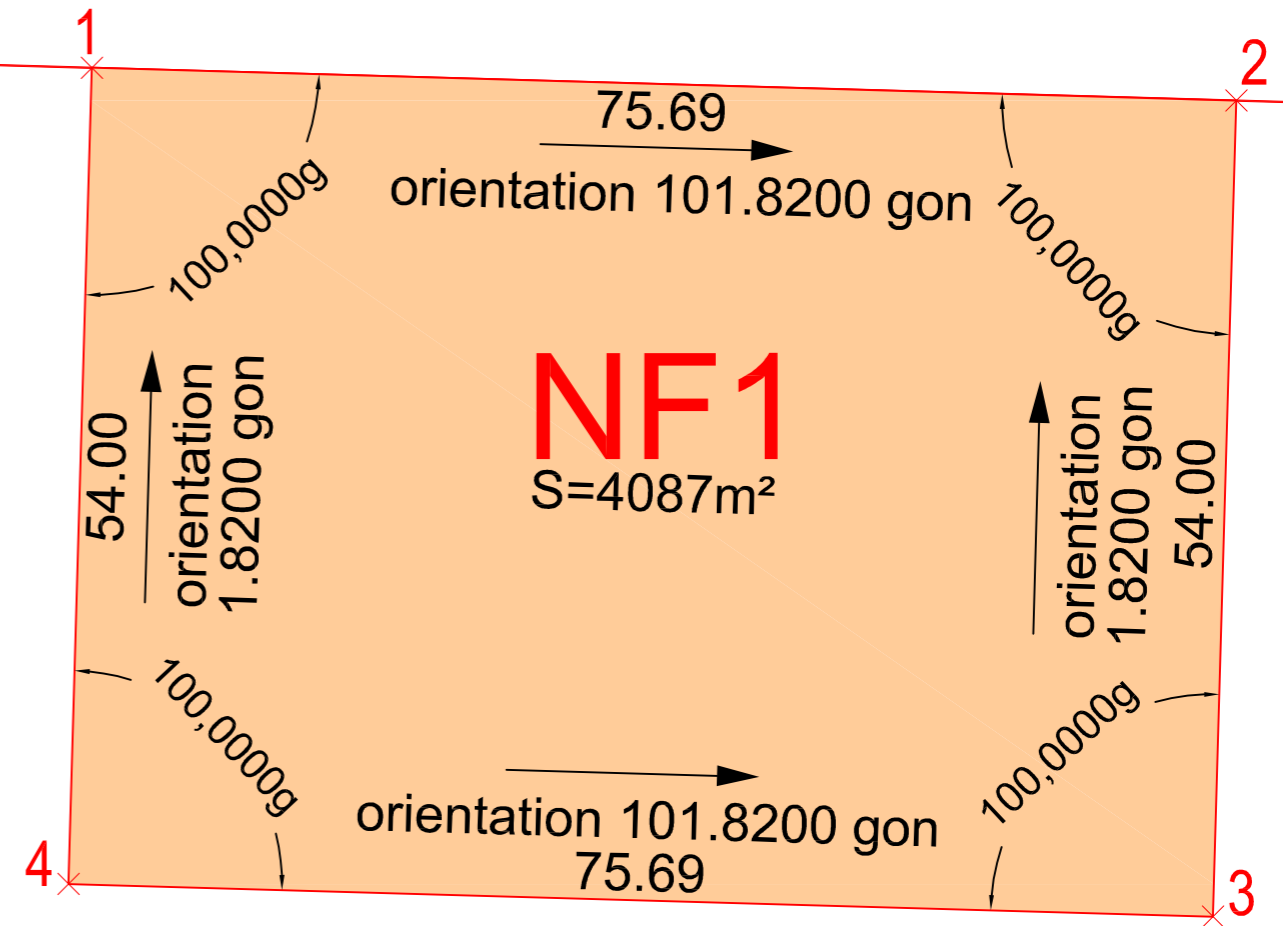 1
2
75.69
orientation 101.8200 gon
100,0000g
100,0000g
NF1
S=4087m²
54.00
orientation
1.8200 gon
orientation
1.8200 gon
54.00
100,0000g
100,0000g
orientation 101.8200 gon
75.69
4
3